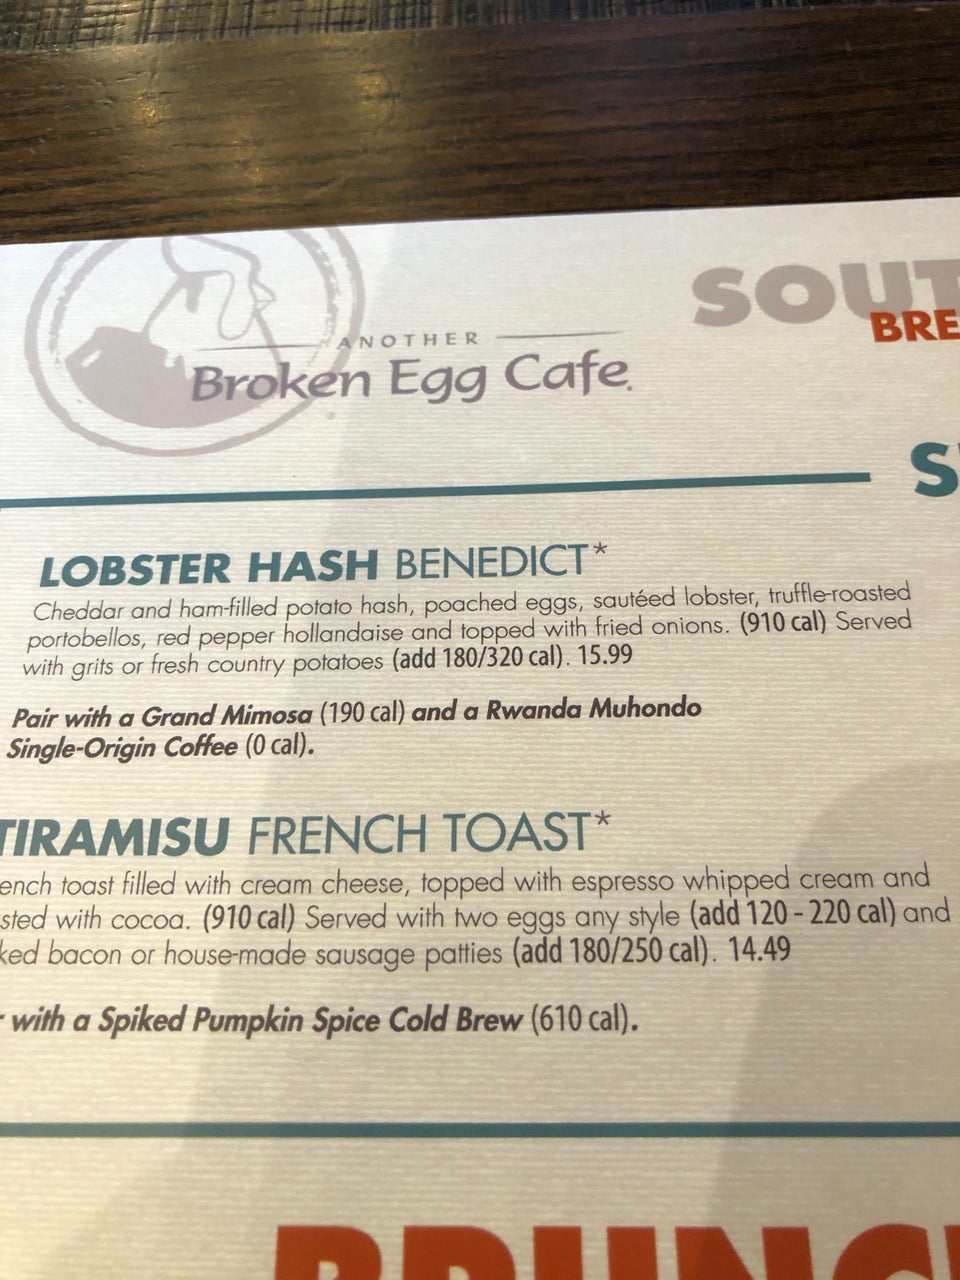 ANOTHER
Broken Egg Cafe.
SOUT
BRE
S
LOBSTER HASH BENEDICT*
Cheddar and ham-filled potato hash, poached eggs, sautéed lobster, truffle-roasted
portobellos, red pepper hollandaise and topped with fried onions. (910 cal) Served
with grits or fresh country potatoes (add 180/320 cal). 15.99
Pair with a Grand Mimosa (190 cal) and a Rwanda Muhondo
Single-Origin Coffee (0 cal).
TIRAMISU FRENCH TOAST*
ench toast filled with cream cheese, topped with espresso whipped cream and
sted with cocoa. (910 cal) Served with two eggs any style (add 120 - 220 cal) and
ked bacon or house-made sausage patties (add 180/250 cal). 14.49
r with a Spiked Pumpkin Spice Cold Brew (610 cal).
BRUNC